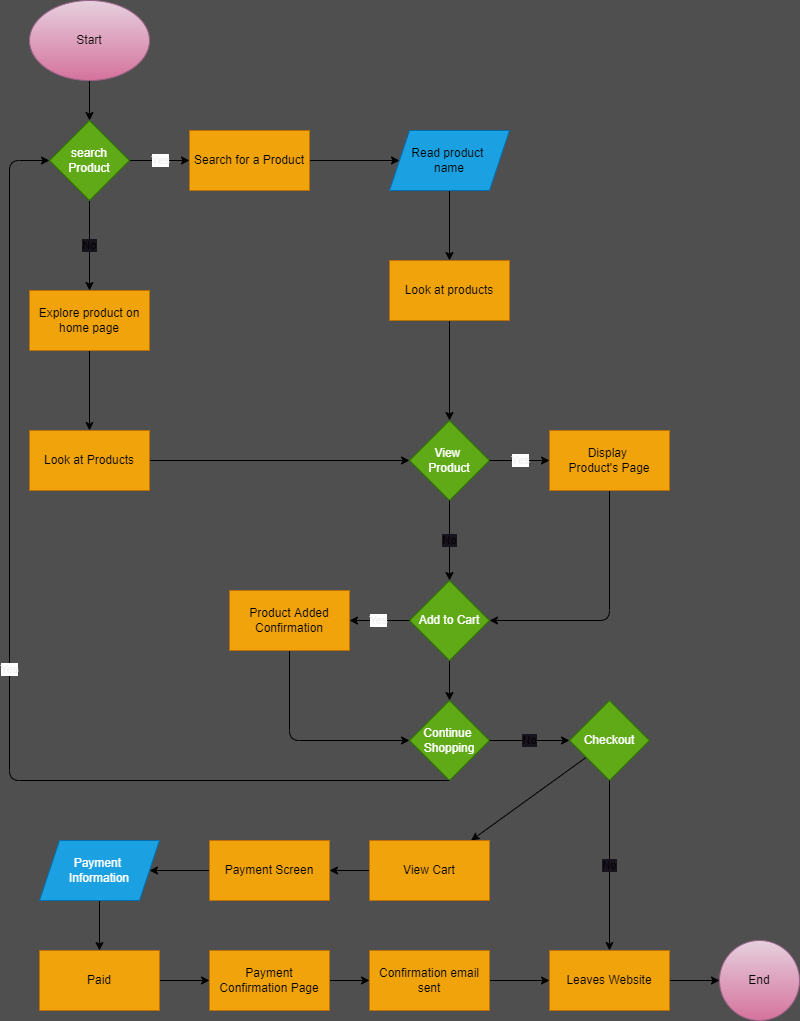 Start
search
Product
Yes
Search for a Product
Read product
name
No
Explore product on
home page
Look at products
Look at Products
View
Product
Yes
Display
Product's Page
No
Product Added
Confirmation
Yes
Add to Cart
Yes
Continue
Shopping
No
Checkout
Payment
Information
Payment Screen
View Cart
No
Paid
Payment
Confirmation Page
Confirmation email
sent
Leaves Website
End